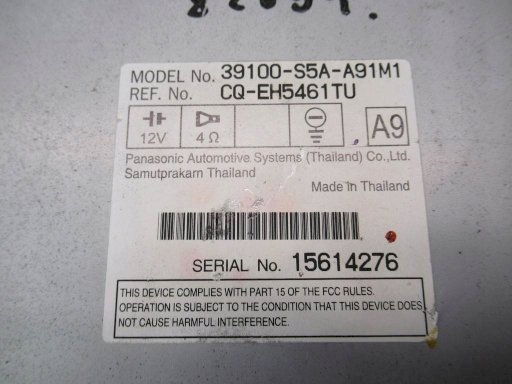 MODEL No. 39100-S5A-A91M1
REF. No. CQ-EH5461TU
12V 4 Ω A9
Panasonic Automotive Systems (Thailand) Co.,Ltd.
Samutprakarn Thailand
Made in Thailand
SERIAL No. 15614276
THIS DEVICE COMPLIES WITH PART 15 OF THE FCC RULES.
OPERATION IS SUBJECT TO THE CONDITION THAT THIS DEVICE DOES
NOT CAUSE HARMFUL INTERFERENCE.